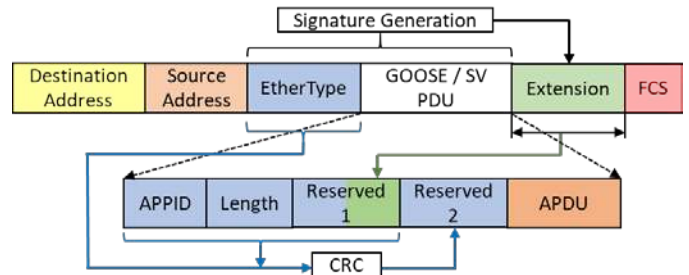 Signature Generation
Destination
Address
Source
Address
EtherType
GOOSE / SV
PDU
Extension
FCS
APPID
Length
Reserved
1
Reserved
2
APDU
CRC